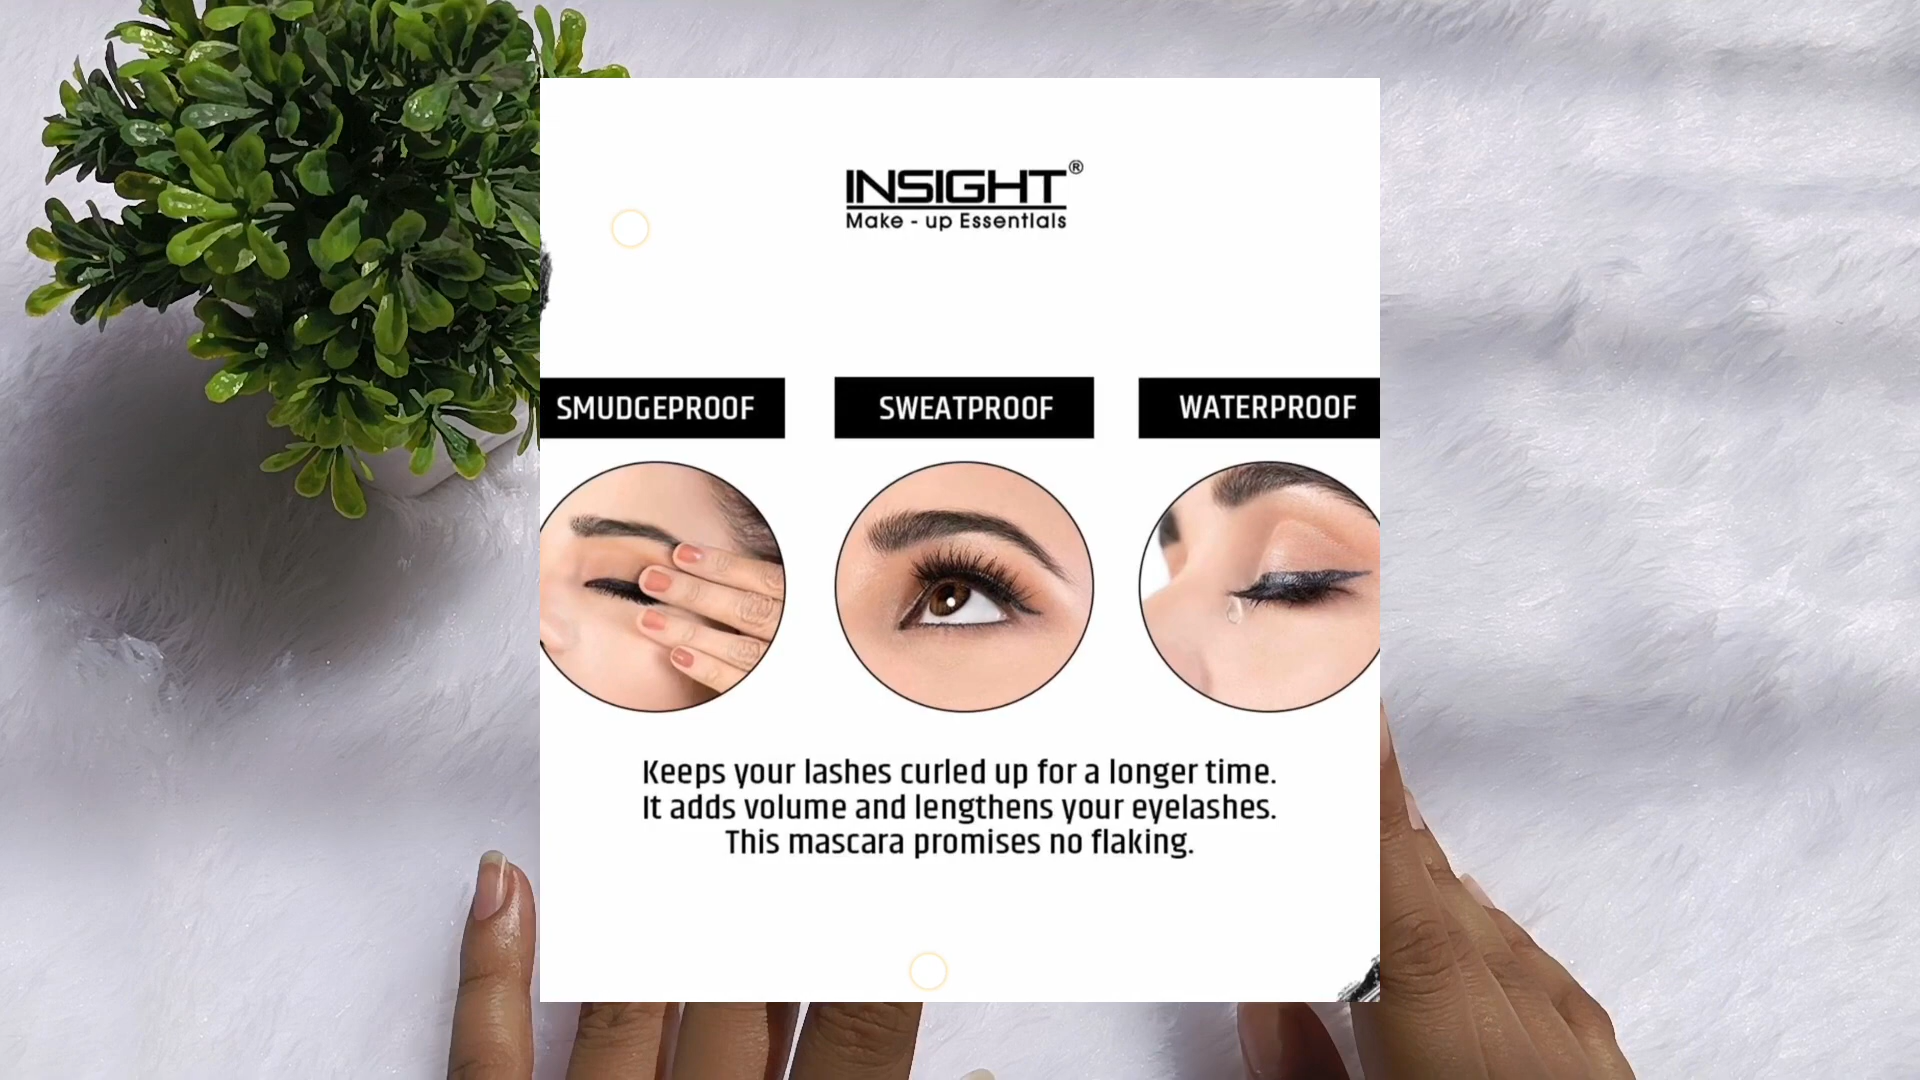 INSIGHT®
Make - up Essentials
SMUDGEPROOF
SWEATPROOF
WATERPROOF
Keeps your lashes curled up for a longer time.
It adds volume and lengthens your eyelashes.
This mascara promises no flaking.